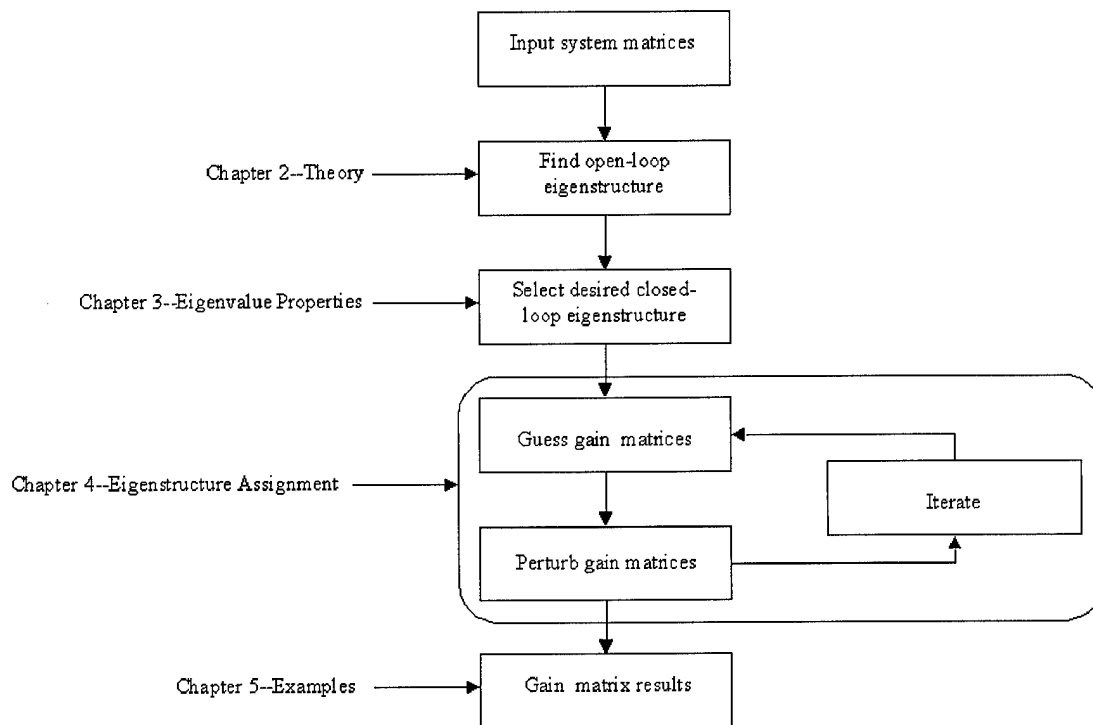 Input system matrices
Chapter 2--Theory
Find open-loop
eigenstructure
Chapter 3--Eigenvalue Properties
Select desired closed-
loop eigenstructure
Guess gain matrices
Chapter 4--Eigenstructure Assignment
Iterate
Perturb gain matrices
Chapter 5--Examples
Gain matrix results